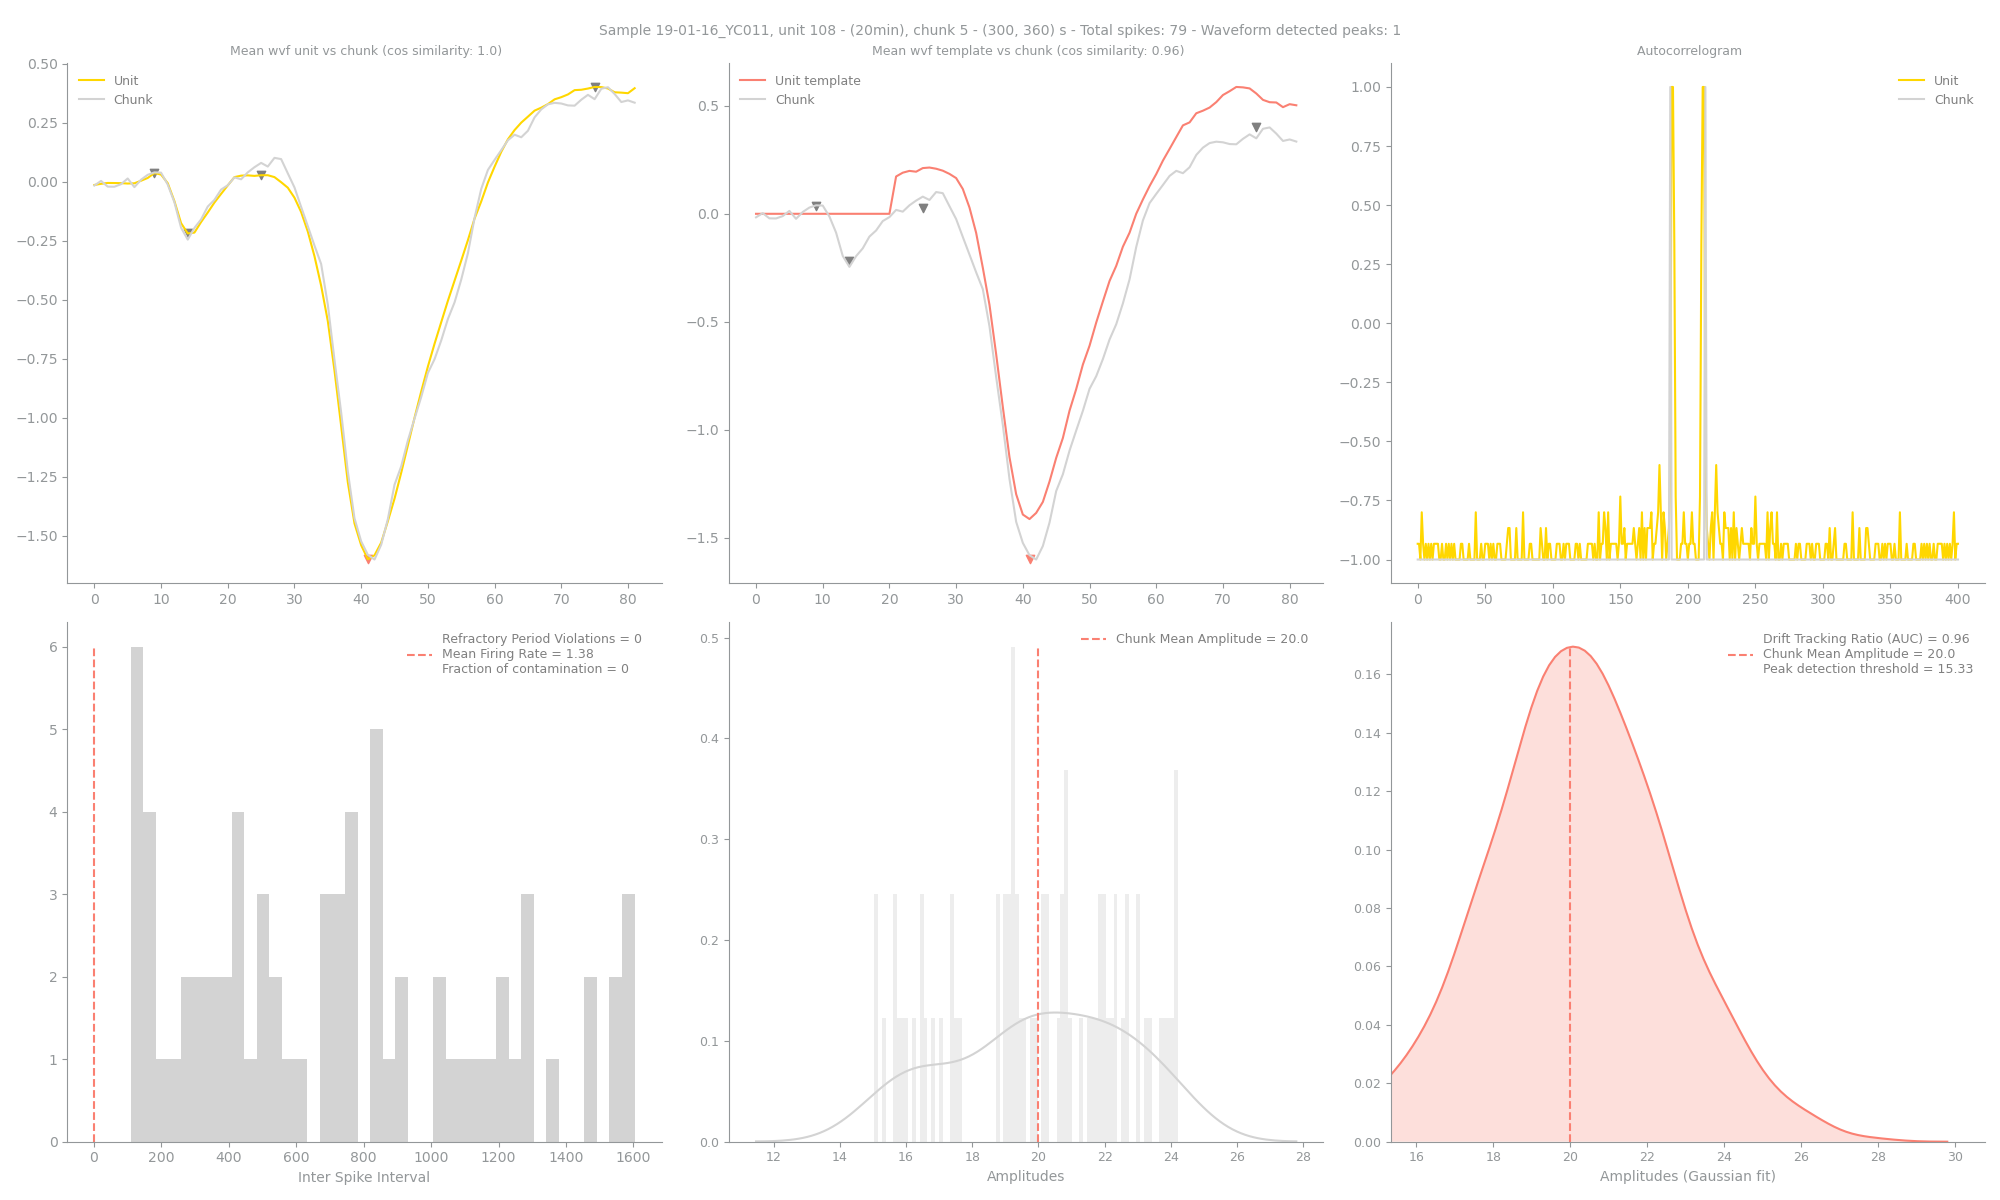 Sample 19-01-16_YC011, unit 108 - (20min), chunk 5 - (300, 360) s - Total spikes: 79 - Waveform detected peaks: 1
Mean wvf unit vs chunk (cos similarity: 1.0)
Unit
Chunk
0.50
0.25
0.00
−0.25
−0.50
−0.75
−1.00
−1.25
−1.50
0 10 20 30 40 50 60 70 80
Mean wvf template vs chunk (cos similarity: 0.96)
Unit template
Chunk
0.5
0.0
−0.5
−1.0
−1.5
0 10 20 30 40 50 60 70 80
Autocorrelogram
Unit
Chunk
1.00
0.75
0.50
0.25
0.00
−0.25
−0.50
−0.75
−1.00
0 50 100 150 200 250 300 350 400
Refractory Period Violations = 0
Mean Firing Rate = 1.38
Fraction of contamination = 0
6
5
4
3
2
1
0
0 200 400 600 800 1000 1200 1400 1600
Inter Spike Interval
Chunk Mean Amplitude = 20.0
0.5
0.4
0.3
0.2
0.1
0.0
12 14 16 18 20 22 24 26 28
Amplitudes
Drift Tracking Ratio (AUC) = 0.96
Chunk Mean Amplitude = 20.0
Peak detection threshold = 15.33
0.16
0.14
0.12
0.10
0.08
0.06
0.04
0.02
0.00
16 18 20 22 24 26 28 30
Amplitudes (Gaussian fit)